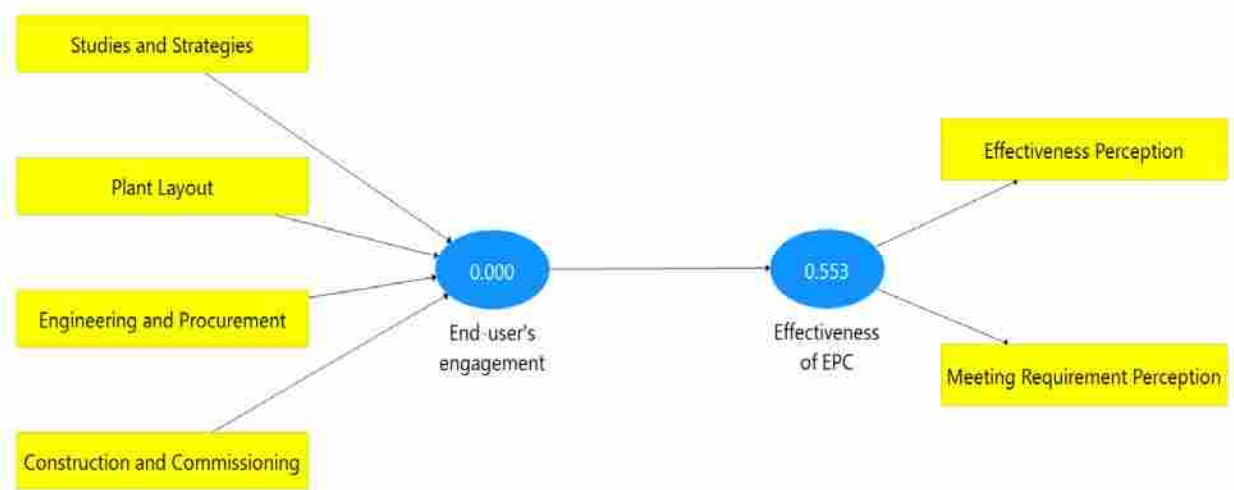 Studies and Strategies
Plant Layout
Engineering and Procurement
Construction and Commissioning
0.000
End-user's
engagement
0.553
Effectiveness
of EPC
Effectiveness Perception
Meeting Requirement Perception